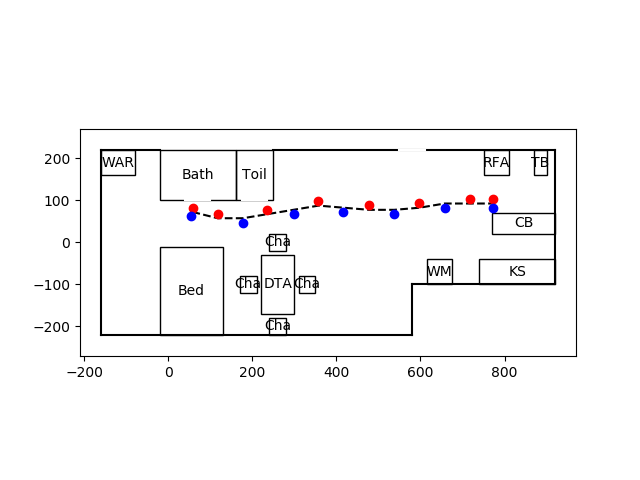 WAR
Bath
Toil
RFA
TB
CB
Cha
Bed
Cha
DTA
Cha
WM
KS
Cha
200
100
0
−100
−200
−200
0
200
400
600
800